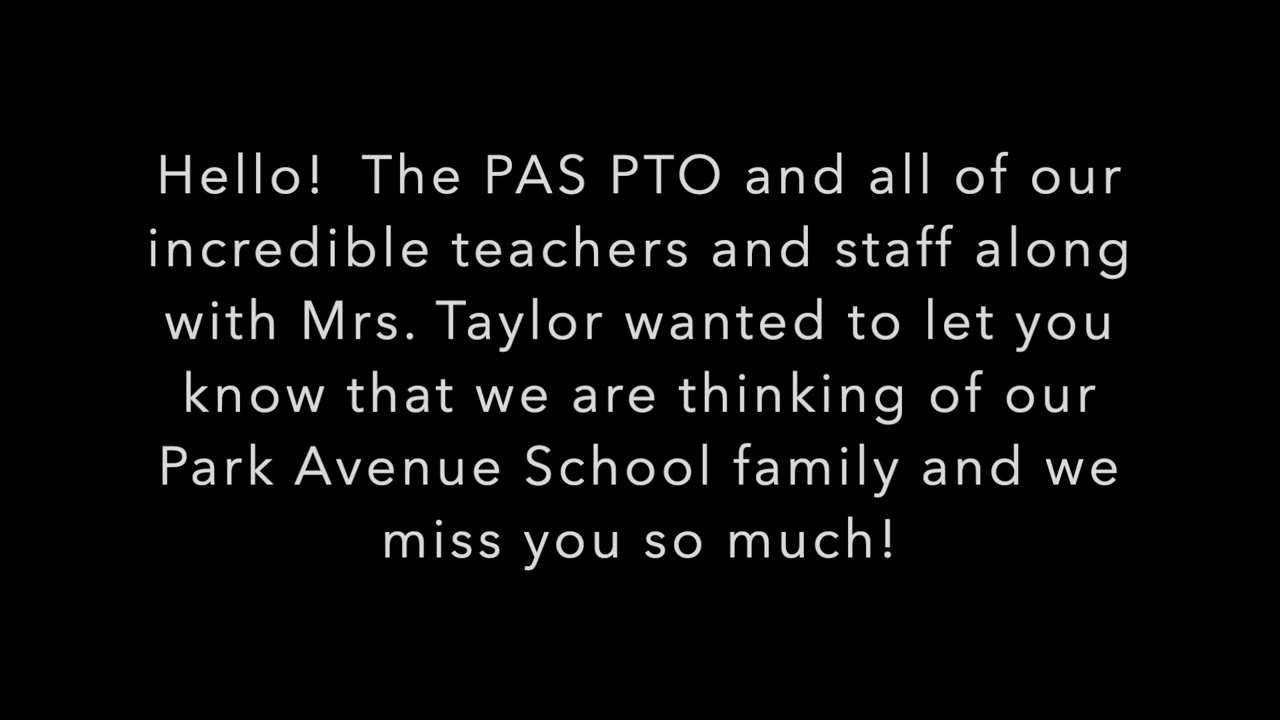 Hello!  The PAS PTO and all of our
incredible teachers and staff along
with Mrs. Taylor wanted to let you
know that we are thinking of our
Park Avenue School family and we
miss you so much!